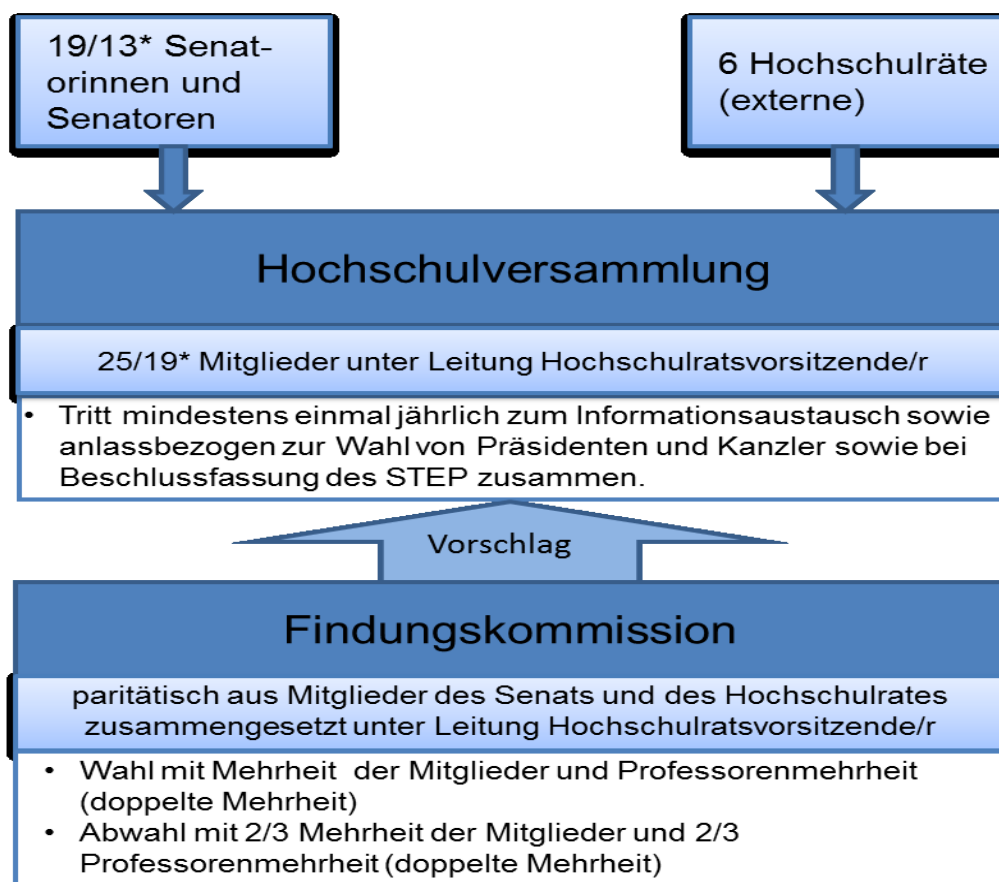 19/13* Senat-
orinnen und
Senatoren
6 Hochschulräte
(externe)
Hochschulversammlung
25/19* Mitglieder unter Leitung Hochschulratsvorsitzende/r
• Tritt mindestens einmal jährlich zum Informationsaustausch sowie
anlassbezogen zur Wahl von Präsidenten und Kanzler sowie bei
Beschlussfassung des STEP zusammen.
Vorschlag
Findungskommission
paritätisch aus Mitglieder des Senats und des Hochschulrates
zusammengesetzt unter Leitung Hochschulratsvorsitzende/r
• Wahl mit Mehrheit der Mitglieder und Professorenmehrheit
(doppelte Mehrheit)
• Abwahl mit 2/3 Mehrheit der Mitglieder und 2/3
Professorenmehrheit (doppelte Mehrheit)